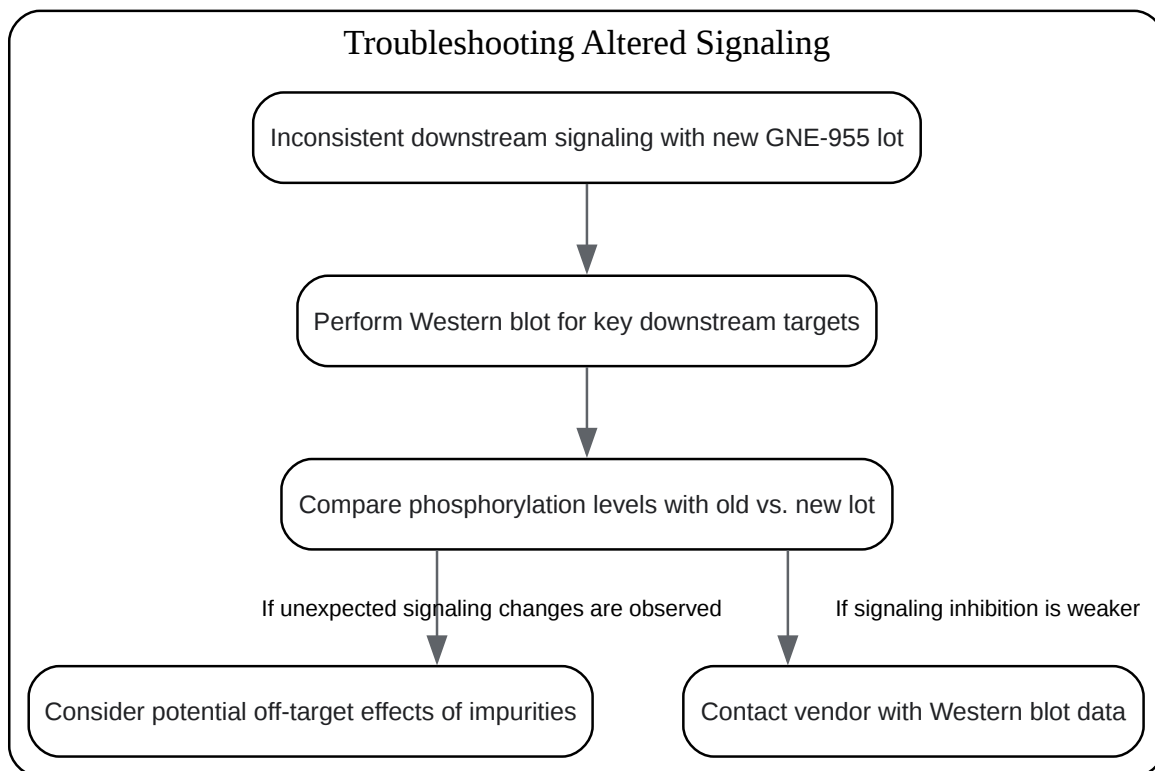 Troubleshooting Altered Signaling
Inconsistent downstream signaling with new GNE-955 lot
Perform Western blot for key downstream targets
Compare phosphorylation levels with old vs. new lot
If unexpected signaling changes are observed
If signaling inhibition is weaker
Consider potential off-target effects of impurities
Contact vendor with Western blot data